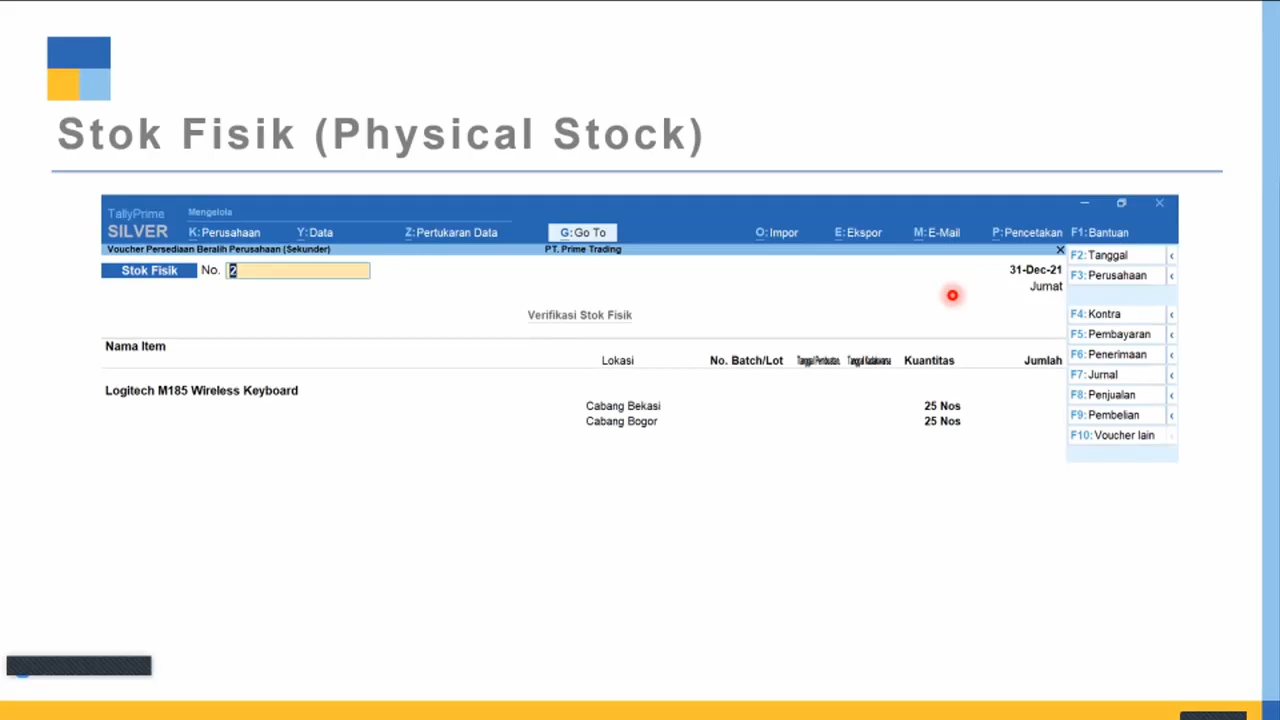 Stok Fisik (Physical Stock)
TallyPrime
Mengelola
SILVER
K:Perusahaan
Y:Data
Z:Pertukaran Data
G:Go To
O:Impor
E:Ekspor
M:E-Mail
P:Pencetakan
F1:Bantuan
Voucher Persediaan Beralih Perusahaan (Sekunder)
PT. Prime Trading
F2:Tanggal
Stok Fisik No. 2
31-Dec-21
F3:Perusahaan
Jumat
Verifikasi Stok Fisik
F4:Kontra
F5:Pembayaran
F6:Penerimaan
F7:Jurnal
F8:Penjualan
F9:Pembelian
F10:Voucher lain
Nama Item
Lokasi
No. Batch/Lot
Tanggal Pembuatan
Tanggal Kadaluwarsa
Kuantitas
Jumlah
Logitech M185 Wireless Keyboard
Cabang Bekasi 25 Nos
Cabang Bogor 25 Nos